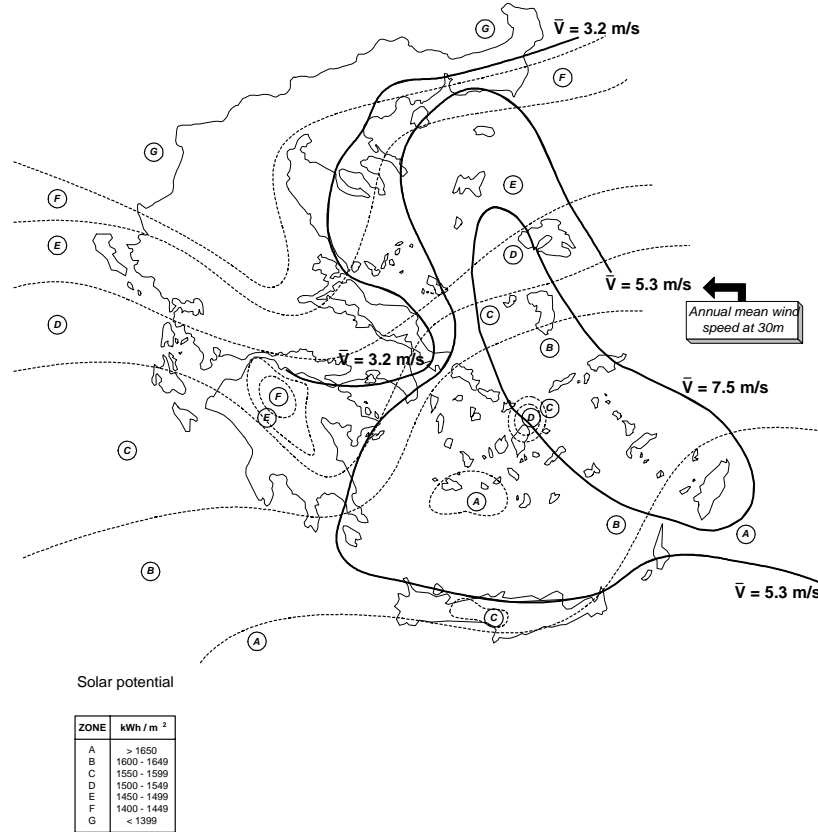 G
V̅ = 3.2 m/s
F
G
E
F
E
D
V̅ = 5.3 m/s
Annual mean wind
speed at 30m
C
D
B
V̅ = 3.2 m/s
V̅ = 7.5 m/s
F
E
C
D
C
A
B
A
B
V̅ = 5.3 m/s
C
A
Solar potential
ZONE kWh / m ²
A > 1650
B 1600 - 1649
C 1550 - 1599
D 1500 - 1549
E 1450 - 1499
F 1400 - 1449
G < 1399